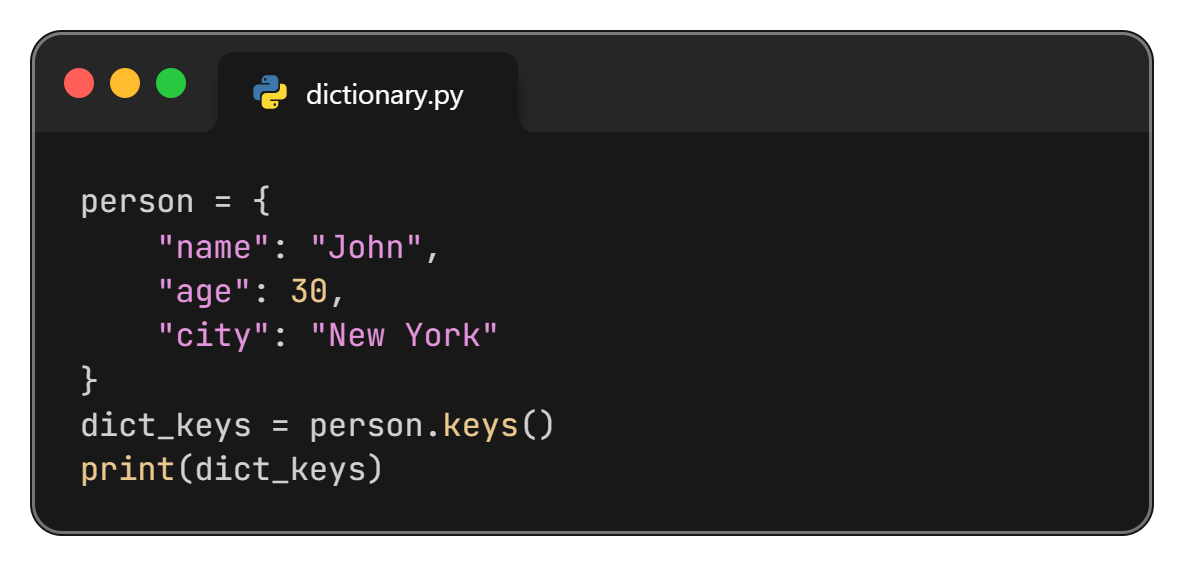 dictionary.py
person = {
    "name": "John",
    "age": 30,
    "city": "New York"
}
dict_keys = person.keys()
print(dict_keys)